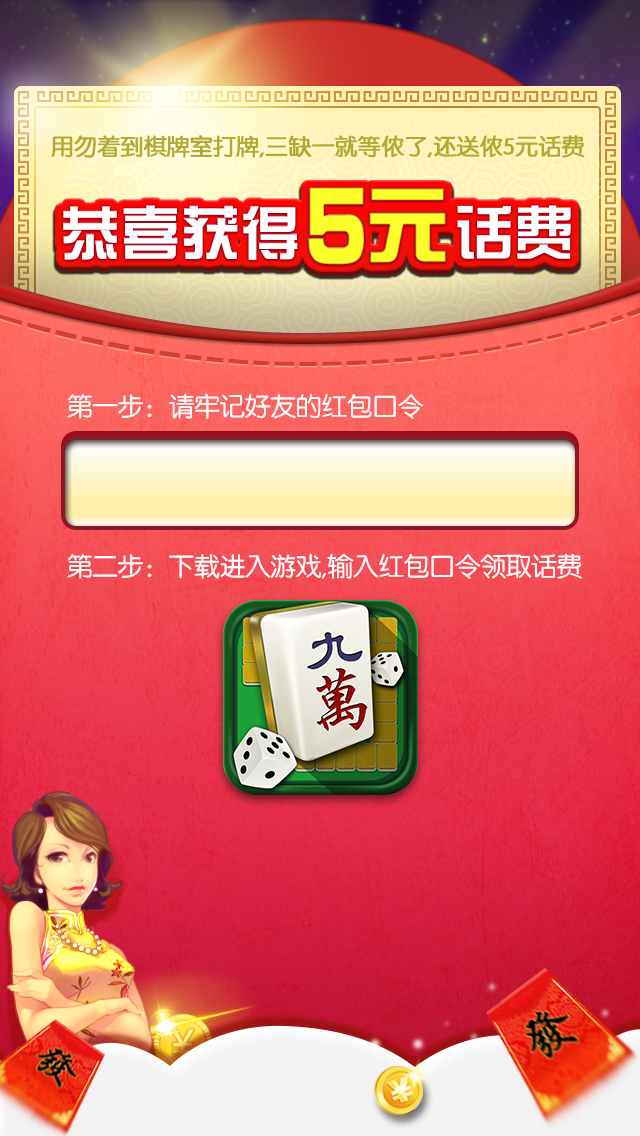 用勿着到棋牌室打牌,三缺一就等侬了,还送侬5元话费
恭喜获得5元话费
第一步：请牢记好友的红包口令
第二步：下载进入游戏,输入红包口令领取话费
九
萬
發
發
¥
¥